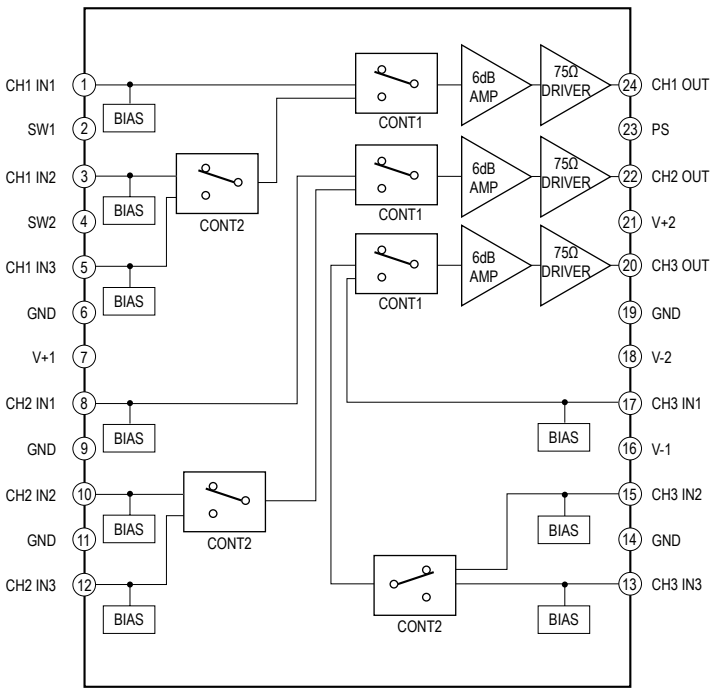 CH1 IN1
1
BIAS
SW1
2
CH1 IN2
3
BIAS
CONT2
SW2
4
CH1 IN3
5
BIAS
GND
6
V+1
7
CH2 IN1
8
BIAS
GND
9
CH2 IN2
10
BIAS
CONT2
GND
11
CH2 IN3
12
BIAS
CONT1
6dB
AMP
75Ω
DRIVER
24
CH1 OUT
23
PS
CONT1
6dB
AMP
75Ω
DRIVER
22
CH2 OUT
21
V+2
CONT1
6dB
AMP
75Ω
DRIVER
20
CH3 OUT
19
GND
18
V-2
17
CH3 IN1
BIAS
16
V-1
15
CH3 IN2
BIAS
14
GND
13
CH3 IN3
BIAS
CONT2